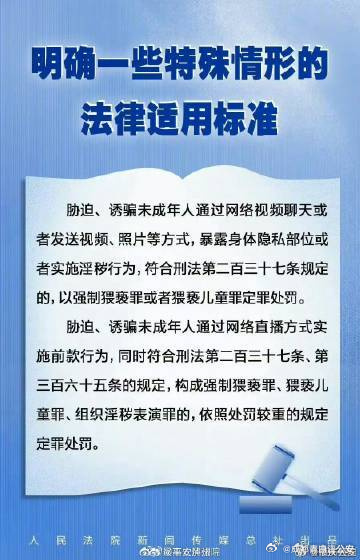 明确一些特殊情形的
法律适用标准
胁迫、诱骗未成年人通过网络视频聊天或
者发送视频、照片等方式，暴露身体隐私部位或
者实施淫秽行为，符合刑法第二百三十七条规定
的，以强制猥亵罪或者猥亵儿童罪定罪处罚。
胁迫、诱骗未成年人通过网络直播方式实
施前款行为，同时符合刑法第二百三十七条、第
三百六十五条的规定，构成强制猥亵罪、猥亵儿
童罪、组织淫秽表演罪的，依照处罚较重的规定
定罪处罚。
人民法院新闻传媒总社出品